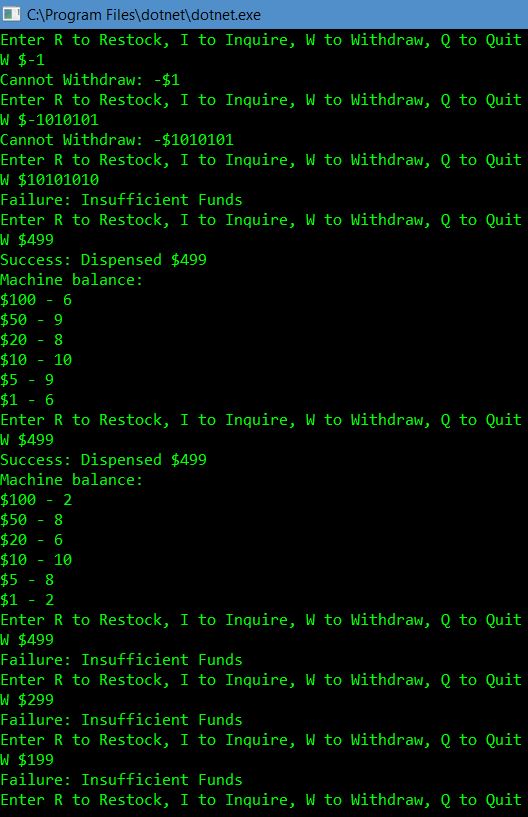 C:\Program Files\dotnet\dotnet.exe
Enter R to Restock, I to Inquire, W to Withdraw, Q to Quit
W $-1
Cannot Withdraw: -$1
Enter R to Restock, I to Inquire, W to Withdraw, Q to Quit
W $-1010101
Cannot Withdraw: -$1010101
Enter R to Restock, I to Inquire, W to Withdraw, Q to Quit
W $10101010
Failure: Insufficient Funds
Enter R to Restock, I to Inquire, W to Withdraw, Q to Quit
W $499
Success: Dispensed $499
Machine balance:
$100 - 6
$50 - 9
$20 - 8
$10 - 10
$5 - 9
$1 - 6
Enter R to Restock, I to Inquire, W to Withdraw, Q to Quit
W $499
Success: Dispensed $499
Machine balance:
$100 - 2
$50 - 8
$20 - 6
$10 - 10
$5 - 8
$1 - 2
Enter R to Restock, I to Inquire, W to Withdraw, Q to Quit
W $499
Failure: Insufficient Funds
Enter R to Restock, I to Inquire, W to Withdraw, Q to Quit
W $299
Failure: Insufficient Funds
Enter R to Restock, I to Inquire, W to Withdraw, Q to Quit
W $199
Failure: Insufficient Funds
Enter R to Restock, I to Inquire, W to Withdraw, Q to Quit